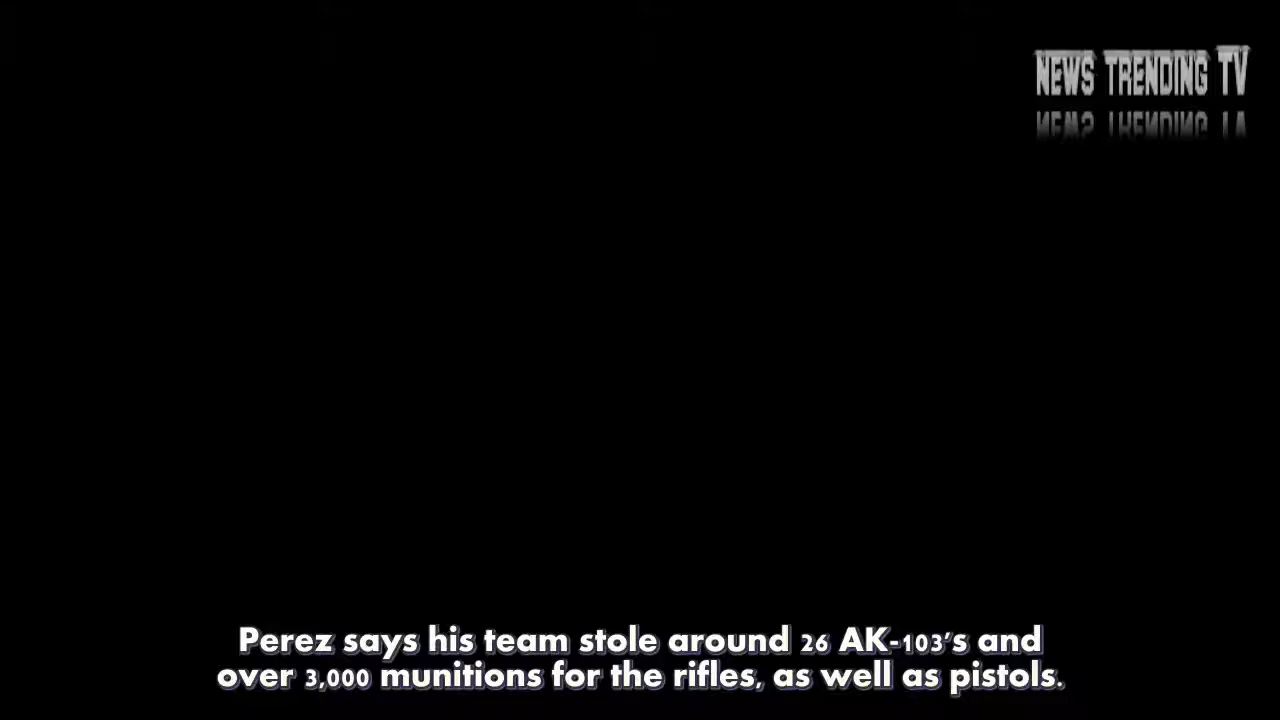 NEWS TRENDING TV
Perez says his team stole around 26 AK-103's and
over 3,000 munitions for the rifles, as well as pistols.